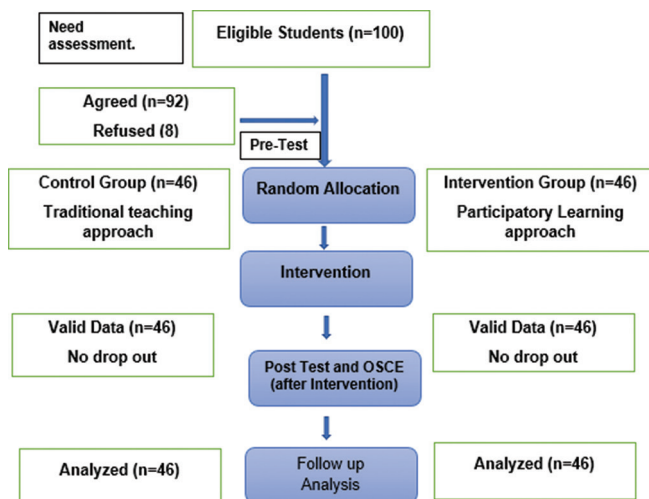 Need
assessment.
Eligible Students (n=100)
Agreed (n=92)
Refused (8)
Pre-Test
Control Group (n=46)
Traditional teaching
approach
Random Allocation
Intervention Group (n=46)
Participatory Learning
approach
Intervention
Valid Data (n=46)
No drop out
Post Test and OSCE
(after Intervention)
Valid Data (n=46)
No drop out
Analyzed (n=46)
Follow up
Analysis
Analyzed (n=46)